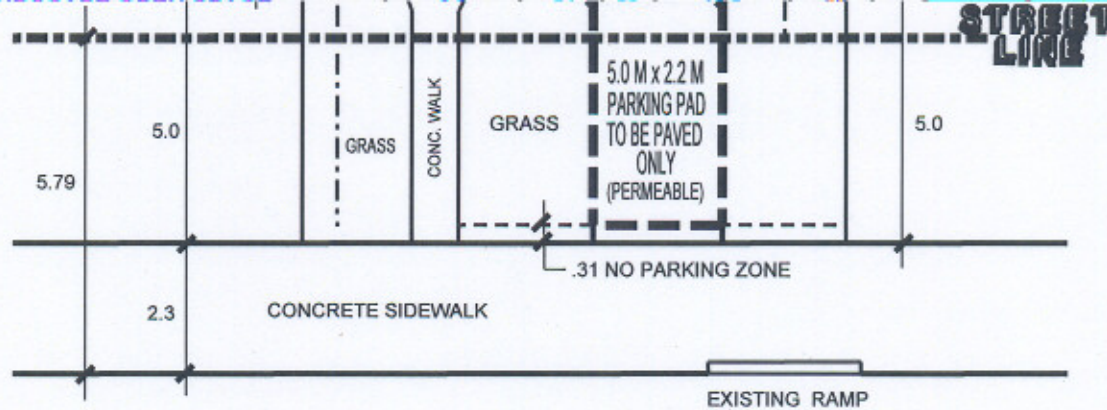 STREET
LINE
5.0
5.79
GRASS
CONC. WALK
GRASS
5.0 M x 2.2 M
PARKING PAD
TO BE PAVED
ONLY
(PERMEABLE)
5.0
.31 NO PARKING ZONE
2.3
CONCRETE SIDEWALK
EXISTING RAMP